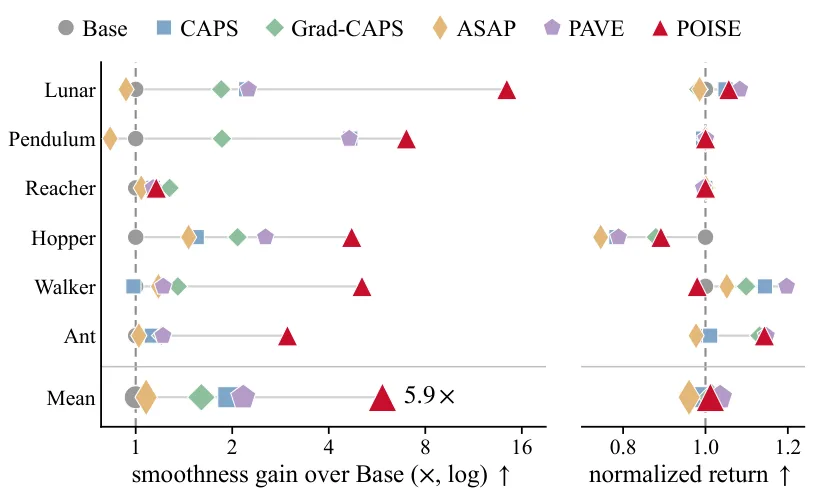 Base CAPS Grad-CAPS ASAP PAVE POISE
Lunar
Pendulum
Reacher
Hopper
Walker
Ant
Mean 5.9×
1 2 4 8 16 0.8 1.0 1.2
smoothness gain over Base (×, log) ↑ normalized return ↑